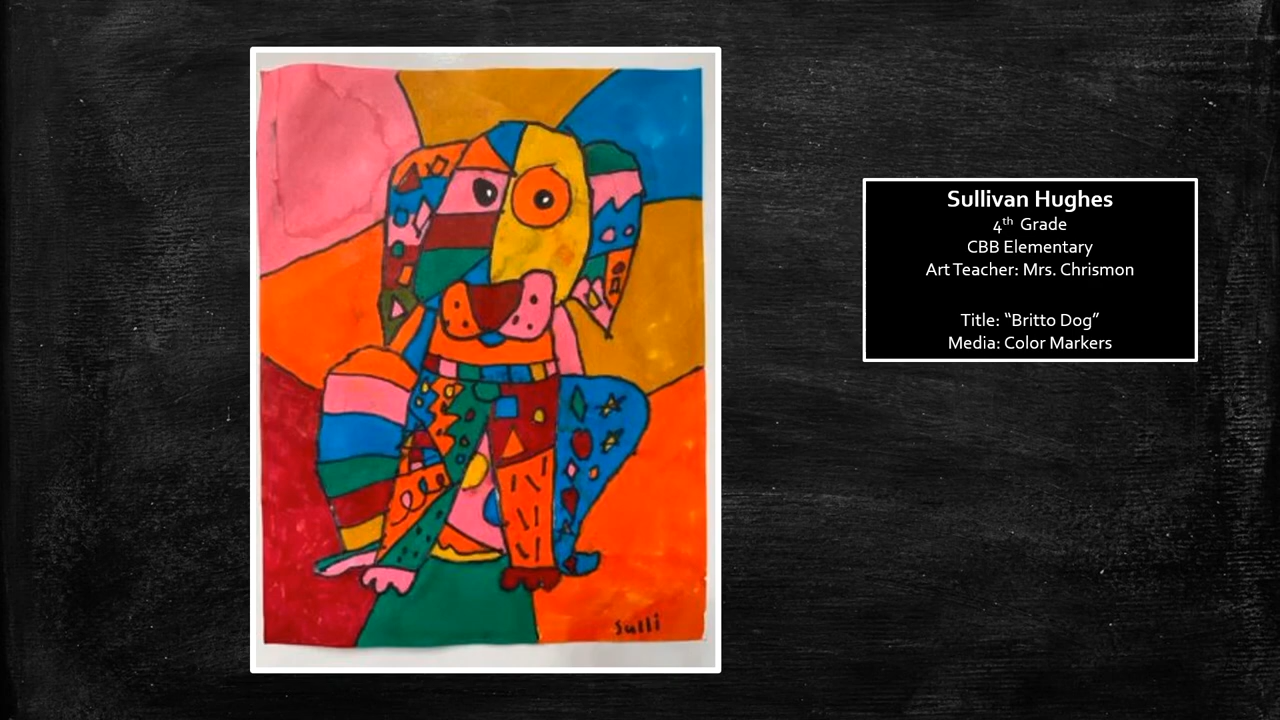 Sullivan Hughes
4th Grade
CBB Elementary
Art Teacher: Mrs. Chrismon
Title: “Britto Dog”
Media: Color Markers
Sulli